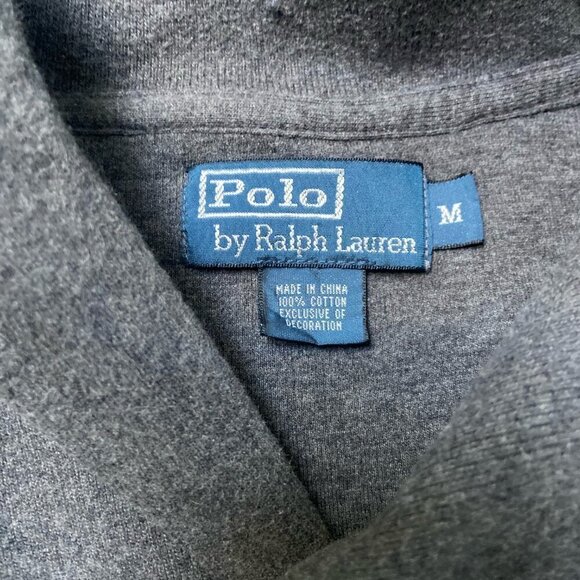 Polo
by Ralph Lauren
M
MADE IN CHINA
100% COTTON
EXCLUSIVE OF
DECORATION